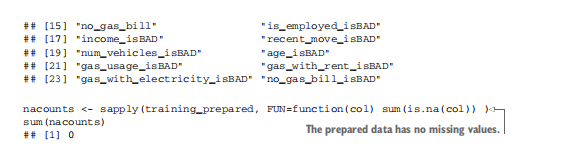 ## [15] "no_gas_bill" "is_employed_isBAD"
## [17] "income_isBAD" "recent_move_isBAD"
## [19] "num_vehicles_isBAD" "age_isBAD"
## [21] "gas_usage_isBAD" "gas_with_rent_isBAD"
## [23] "gas_with_electricity_isBAD" "no_gas_bill_isBAD"
nacounts <- sapply(training_prepared, FUN=function(col) sum(is.na(col)) )
sum(nacounts)
The prepared data has no missing values.
## [1] 0